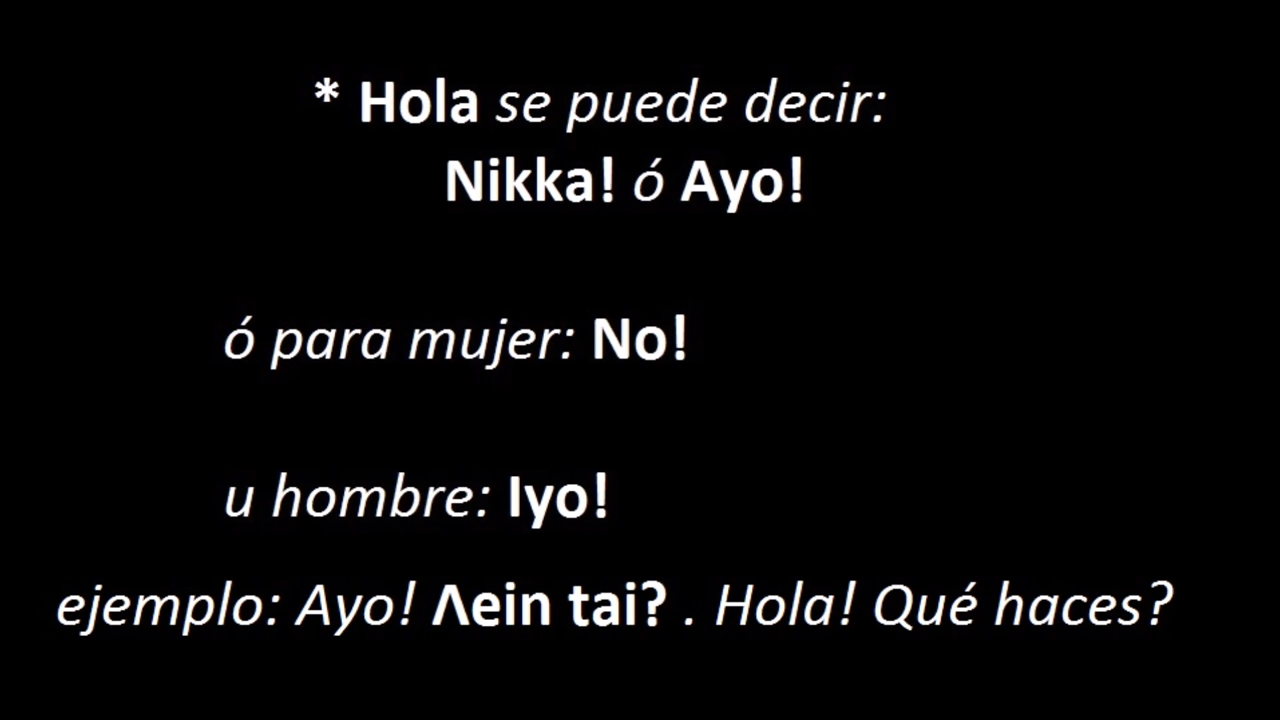 * Hola se puede decir:
Nikka! ó Ayo!
ó para mujer: No!
u hombre: Iyo!
ejemplo: Ayo! Λein tai? . Hola! Qué haces?